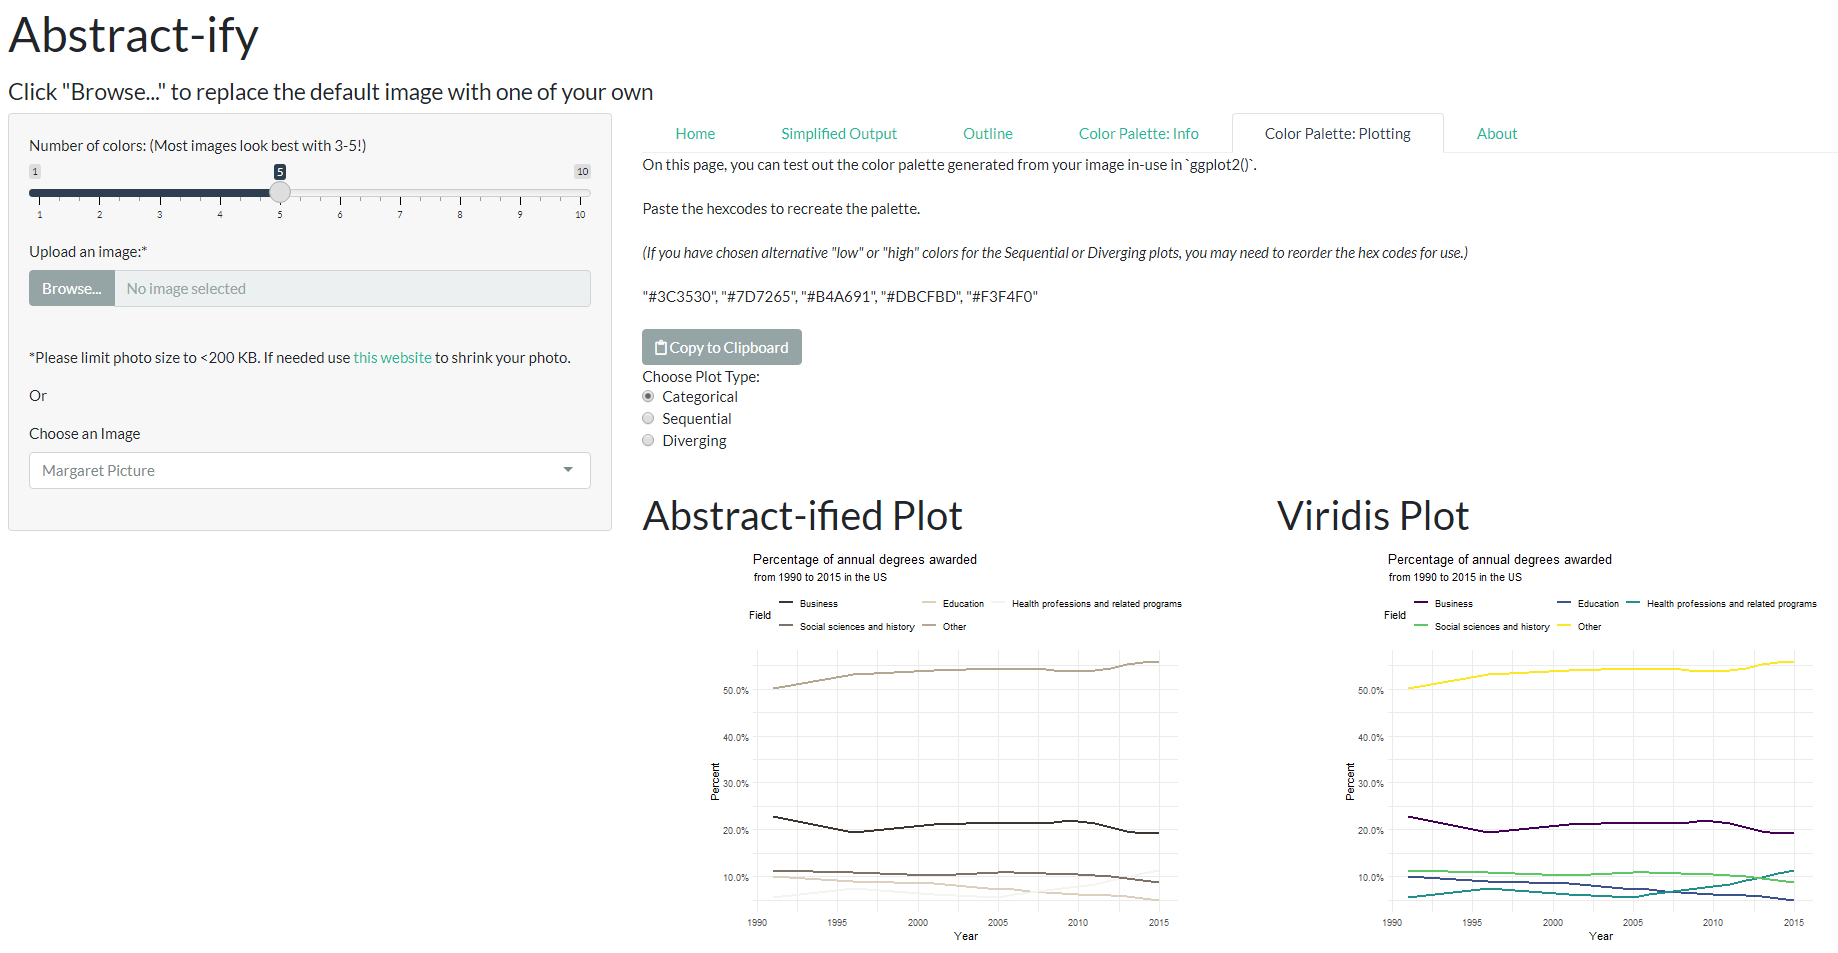 Abstract-ify
Click "Browse..." to replace the default image with one of your own
Number of colors: (Most images look best with 3-5!)
1 5 10
1 2 3 4 5 6 7 8 9 10
Upload an image:*
Browse... No image selected
*Please limit photo size to <200 KB. If needed use this website to shrink your photo.
Or
Choose an Image
Margaret Picture
Home Simplified Output Outline Color Palette: Info Color Palette: Plotting About
On this page, you can test out the color palette generated from your image in-use in `ggplot2()`.
Paste the hexcodes to recreate the palette.
(If you have chosen alternative "low" or "high" colors for the Sequential or Diverging plots, you may need to reorder the hex codes for use.)
"#3C3530", "#7D7265", "#B4A691", "#DBCFBD", "#F3F4F0"
Copy to Clipboard
Choose Plot Type:
Categorical
Sequential
Diverging
Abstract-ified Plot
Percentage of annual degrees awarded
from 1990 to 2015 in the US
Field
Business Education Health professions and related programs
Social sciences and history Other
50.0%
40.0%
30.0%
20.0%
10.0%
Percent
1990 1995 2000 2005 2010 2015
Year
Viridis Plot
Percentage of annual degrees awarded
from 1990 to 2015 in the US
Field
Business Education Health professions and related programs
Social sciences and history Other
50.0%
40.0%
30.0%
20.0%
10.0%
Percent
1990 1995 2000 2005 2010 2015
Year